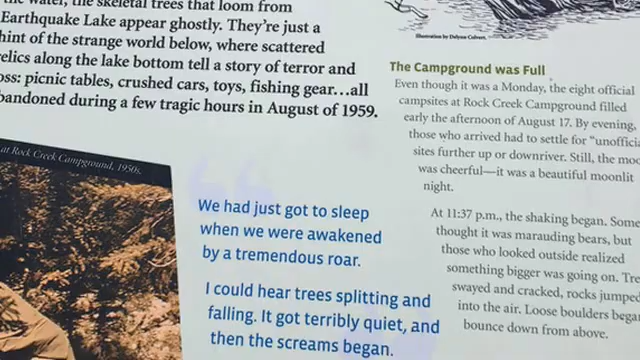 the water, the skeletal trees that loom from
Earthquake Lake appear ghostly. They're just a
hint of the strange world below, where scattered
relics along the lake bottom tell a story of terror and
loss: picnic tables, crushed cars, toys, fishing gear…all
abandoned during a few tragic hours in August of 1959.
at Rock Creek Campground, 1950s.
We had just got to sleep
when we were awakened
by a tremendous roar.
I could hear trees splitting and
falling. It got terribly quiet, and
then the screams began.
Illustration by Delynn Colvert.
The Campground was Full
Even though it was a Monday, the eight official
campsites at Rock Creek Campground filled
early the afternoon of August 17. By evening,
those who arrived had to settle for "unofficia
sites further up or downriver. Still, the moo
was cheerful—it was a beautiful moonlit
night.
At 11:37 p.m., the shaking began. Some
thought it was marauding bears, but
those who looked outside realized
something bigger was going on. Tre
swayed and cracked, rocks jumped
into the air. Loose boulders began
bounce down from above.